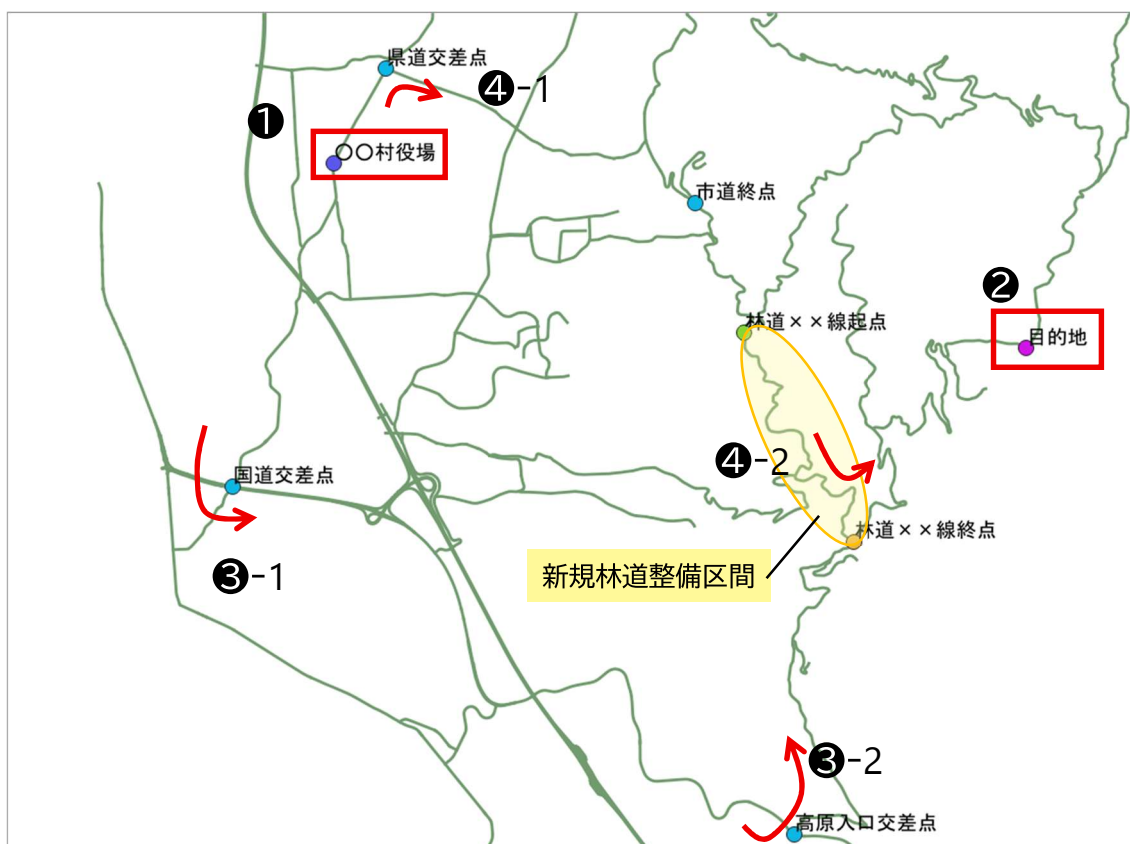 県道交差点
❹-1
❶
〇〇村役場
市道終点
❷
林道××線起点
目的地
❹-2
国道交差点
林道××線終点
新規林道整備区間
❸-1
❸-2
高原入口交差点